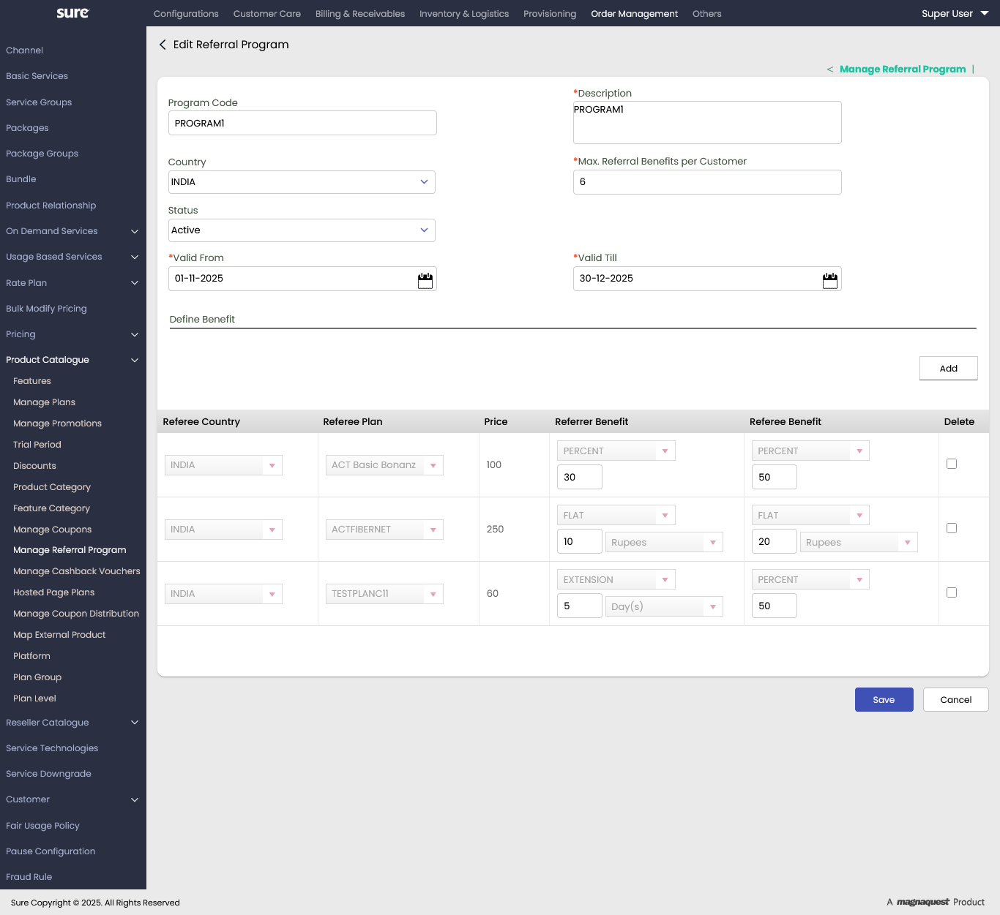 sure
Configurations Customer Care Billing & Receivables Inventory & Logistics Provisioning Order Management Others Super User
Channel
Basic Services
Service Groups
Packages
Package Groups
Bundle
Product Relationship
On Demand Services
Usage Based Services
Rate Plan
Bulk Modify Pricing
Pricing
Product Catalogue
Features
Manage Plans
Manage Promotions
Trial Period
Discounts
Product Category
Feature Category
Manage Coupons
Manage Referral Program
Manage Cashback Vouchers
Hosted Page Plans
Manage Coupon Distribution
Map External Product
Platform
Plan Group
Plan Level
Reseller Catalogue
Service Technologies
Service Downgrade
Customer
Fair Usage Policy
Pause Configuration
Fraud Rule
Edit Referral Program
< Manage Referral Program |
Program Code
PROGRAM1
*Description
PROGRAM1
Country
INDIA
*Max. Referral Benefits per Customer
6
Status
Active
*Valid From
01-11-2025
*Valid Till
30-12-2025
Define Benefit
Add
Referee Country Referee Plan Price Referrer Benefit Referee Benefit Delete
INDIA ACT Basic Bonanz 100 PERCENT 30 PERCENT 50
INDIA ACTFIBERNET 250 FLAT 10 Rupees FLAT 20 Rupees
INDIA TESTPLANC11 60 EXTENSION 5 Day(s) PERCENT 50
Save Cancel
Sure Copyright © 2025. All Rights Reserved
A magnaquest Product